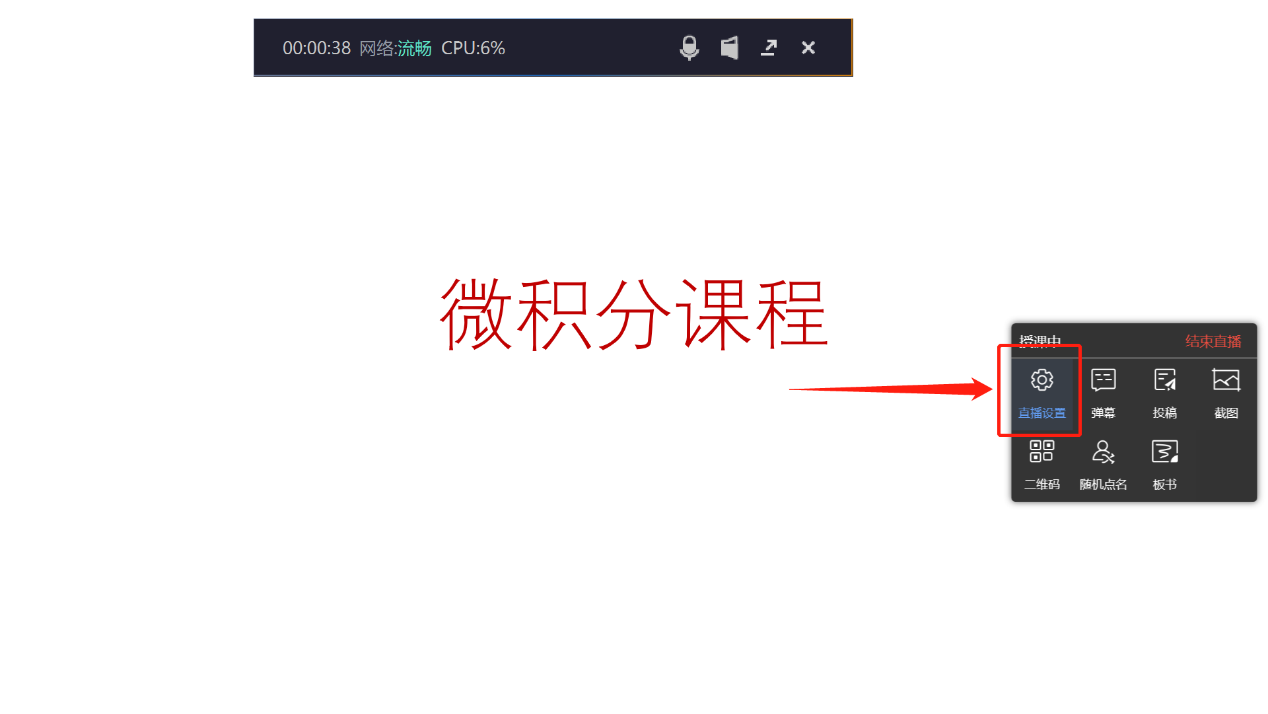 00:00:38 网络:流畅 CPU:6%
微积分课程
授课中 结束直播
直播设置 弹幕 投稿 截图
二维码 随机点名 板书